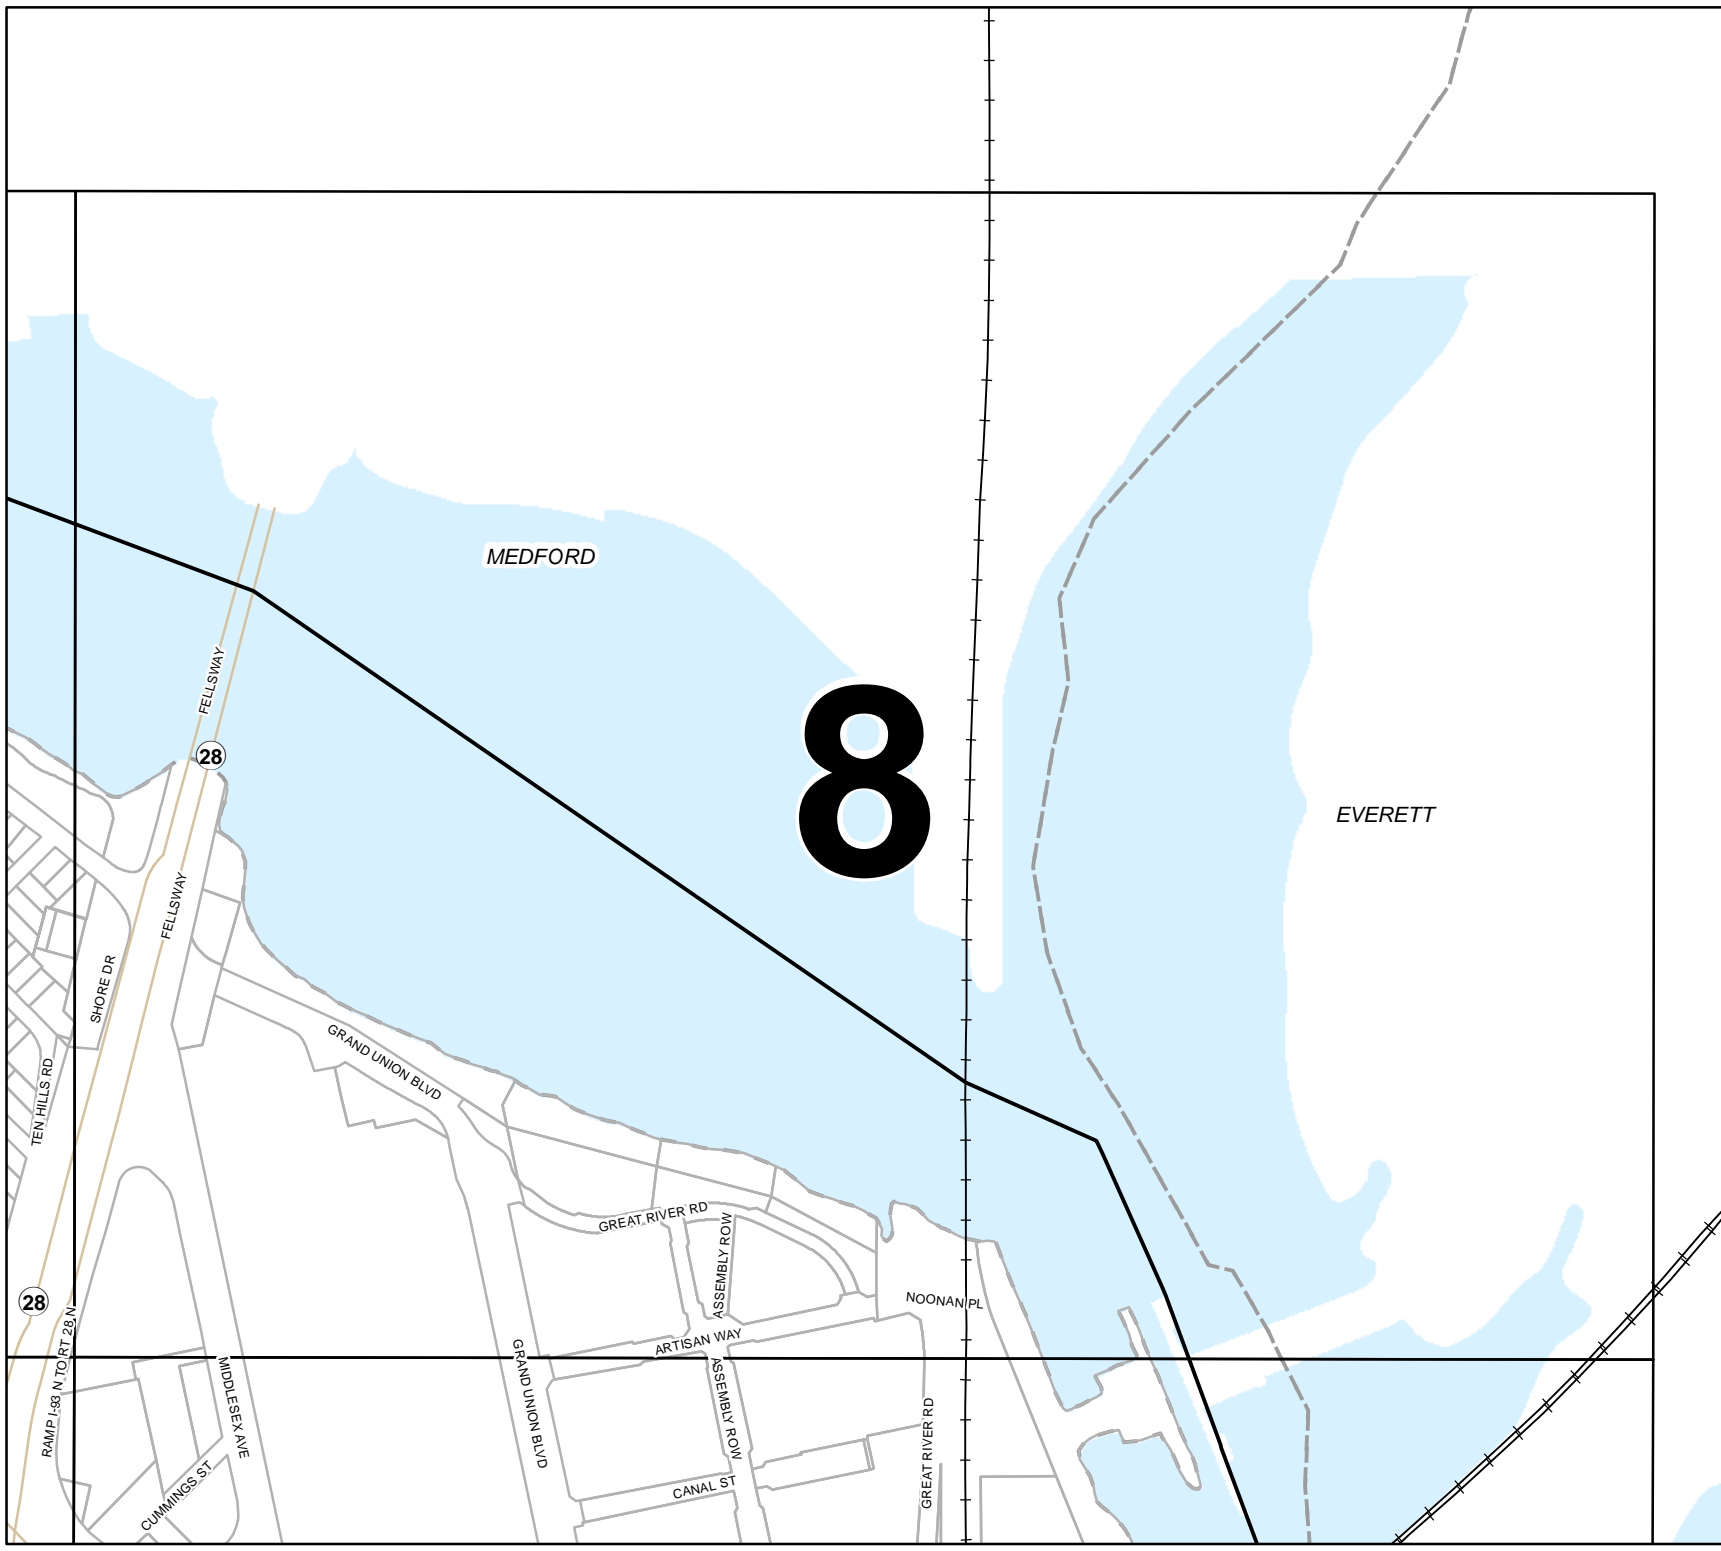 MEDFORD
FELLSWAY
28
8
EVERETT
FELLSWAY
SHORE DR
GRAND UNION BLVD
TEN HILLS RD
GREAT RIVER RD
ASSEMBLY ROW
NOONAN PL
28
ARTISAN WAY
RAMP I-93 N TO RT 28 N
MIDDLESEX AVE
GRAND UNION BLVD
ASSEMBLY ROW
GREAT RIVER RD
CUMMINGS ST
CANAL ST